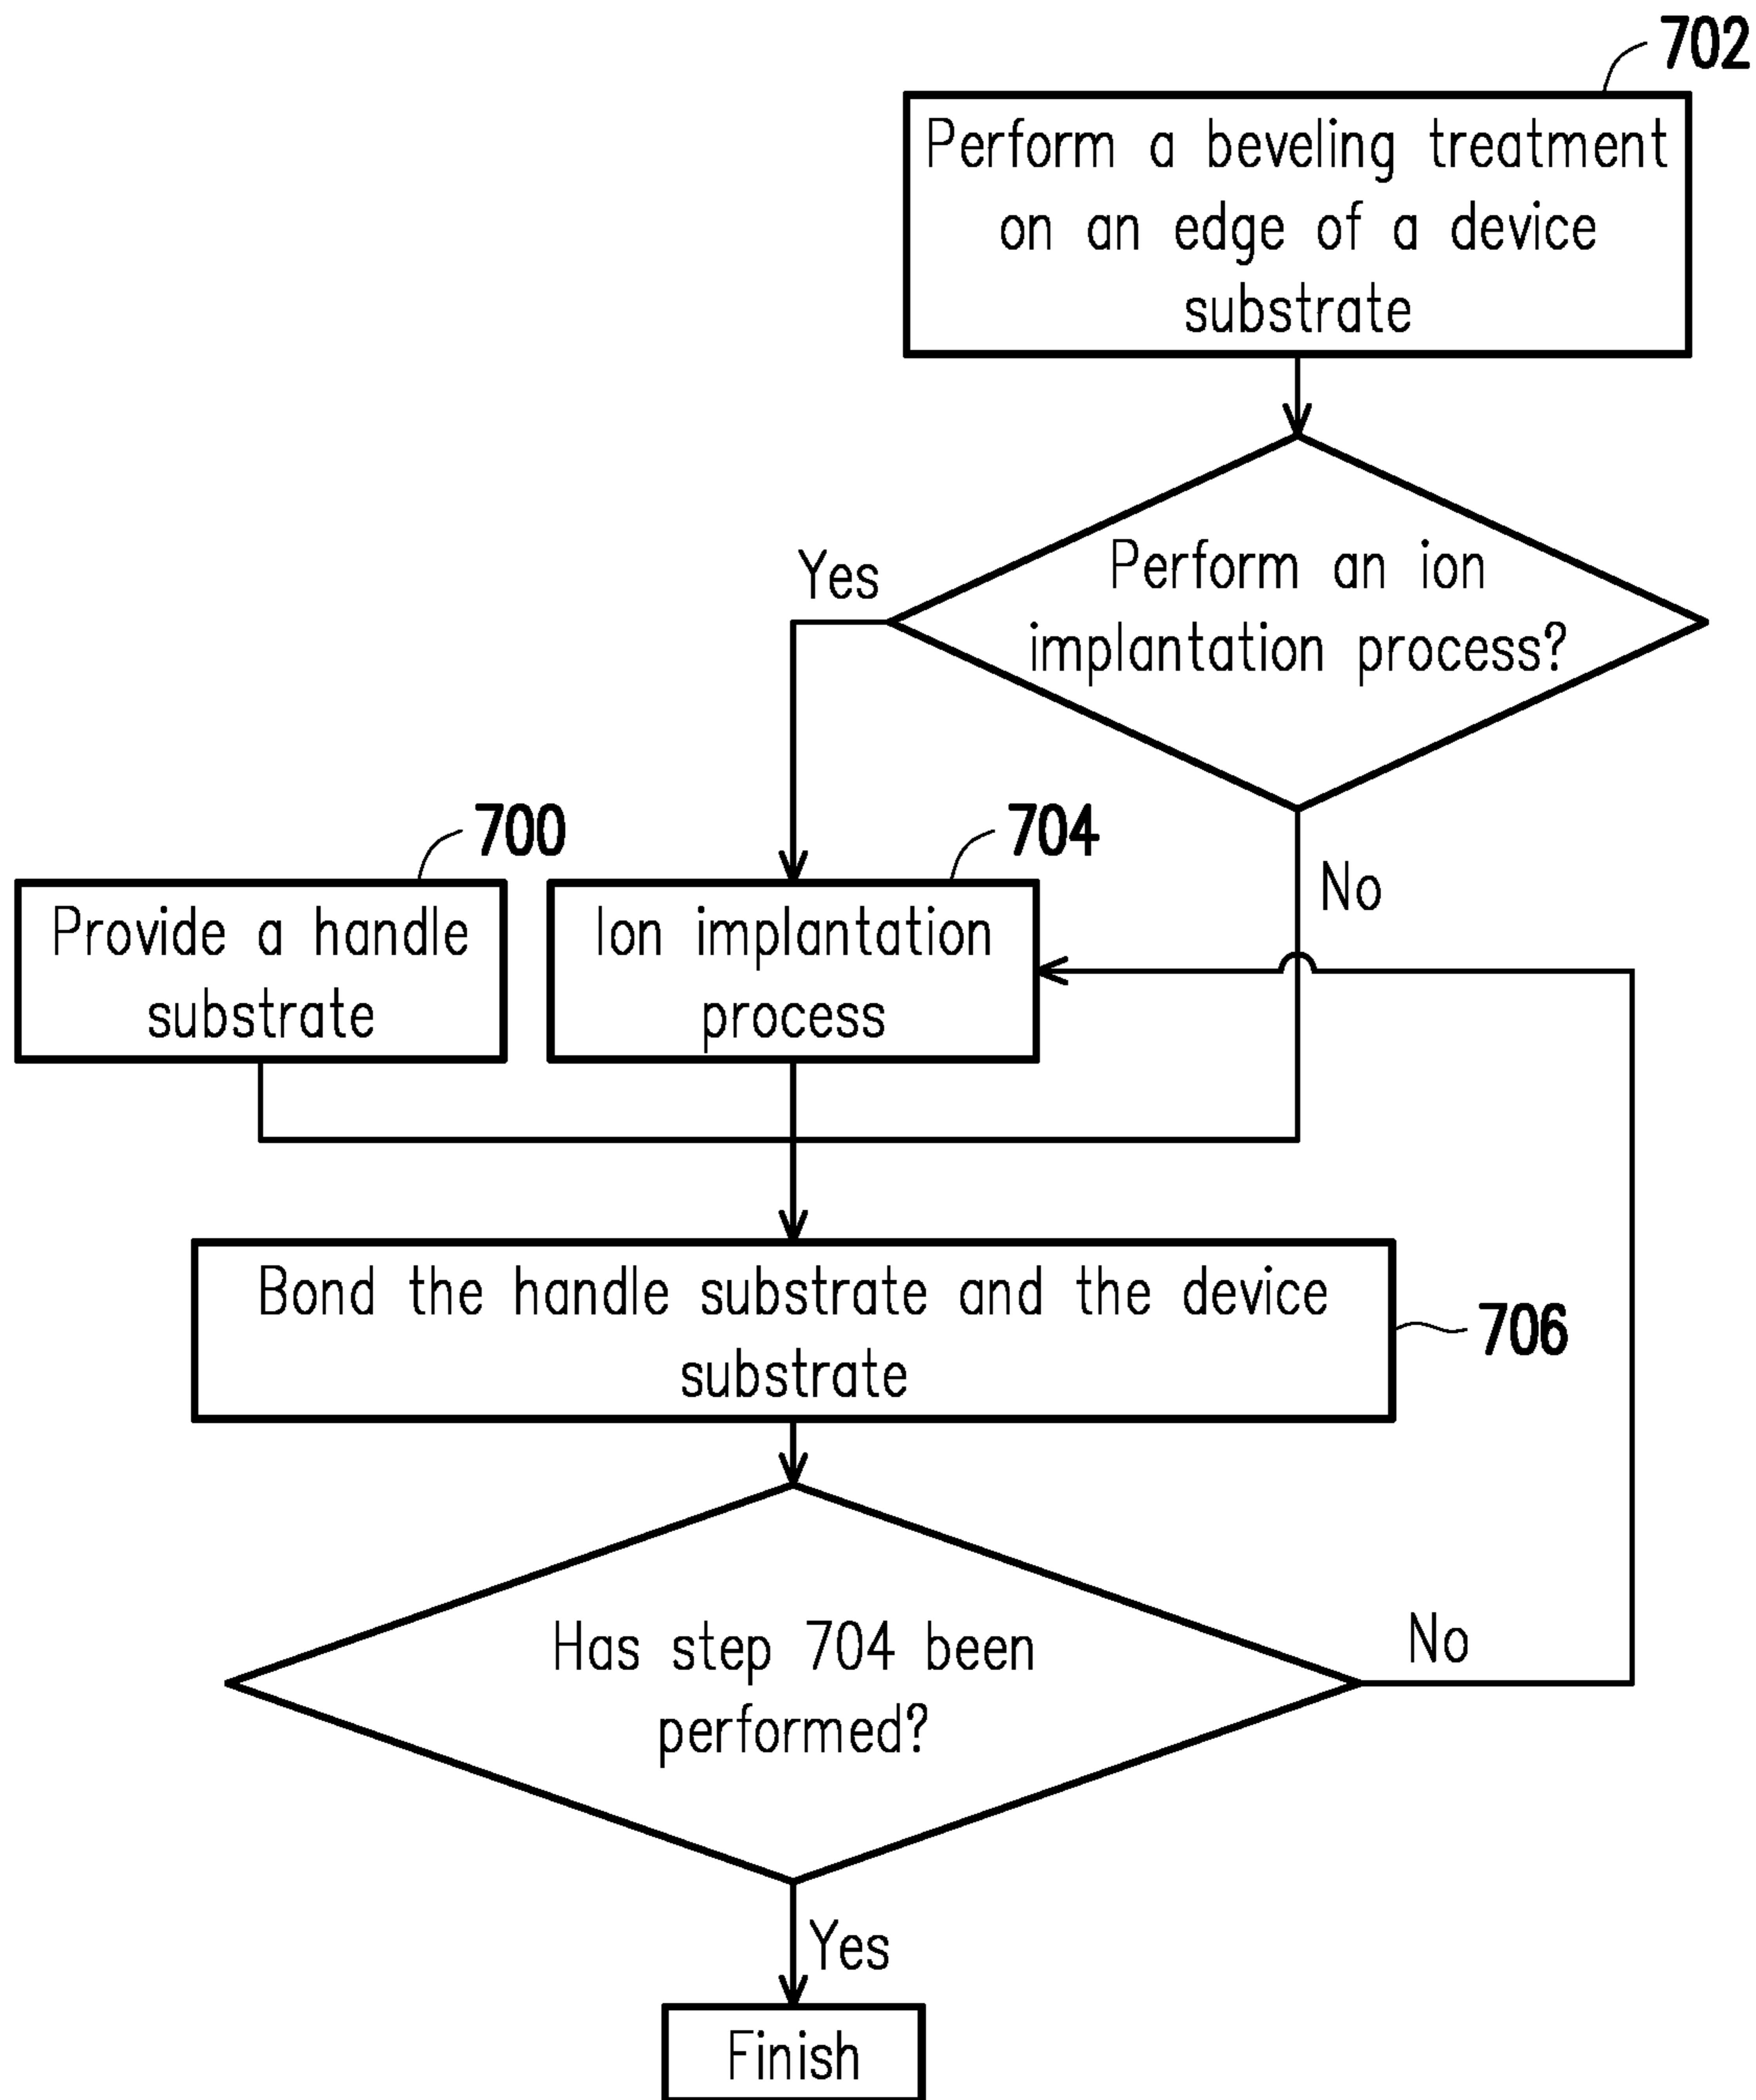 702
Perform a beveling treatment
on an edge of a device
substrate
Perform an ion
implantation process?
Yes
No
700
Provide a handle
substrate
704
Ion implantation
process
Bond the handle substrate and the device
substrate
706
Has step 704 been
performed?
No
Yes
Finish